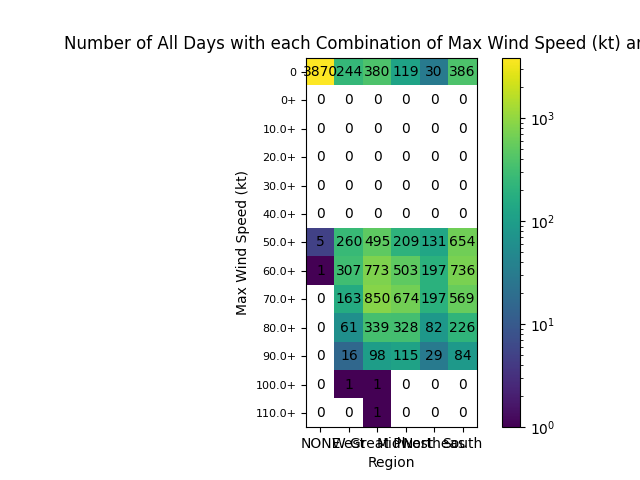 Number of All Days with each Combination of Max Wind Speed (kt)
0 3870 244 380 119 30 386
0+ 0 0 0 0 0 0
10.0+ 0 0 0 0 0 0
20.0+ 0 0 0 0 0 0
30.0+ 0 0 0 0 0 0
40.0+ 0 0 0 0 0 0
50.0+ 5 260 495 209 131 654
60.0+ 1 307 773 503 197 736
70.0+ 0 163 850 674 197 569
80.0+ 0 61 339 328 82 226
90.0+ 0 16 98 115 29 84
100.0+ 0 1 1 0 0 0
110.0+ 0 0 1 0 0 0
NONE West Great Midwest Northeast South
Region
Max Wind Speed (kt)
10³
10²
10¹
10⁰